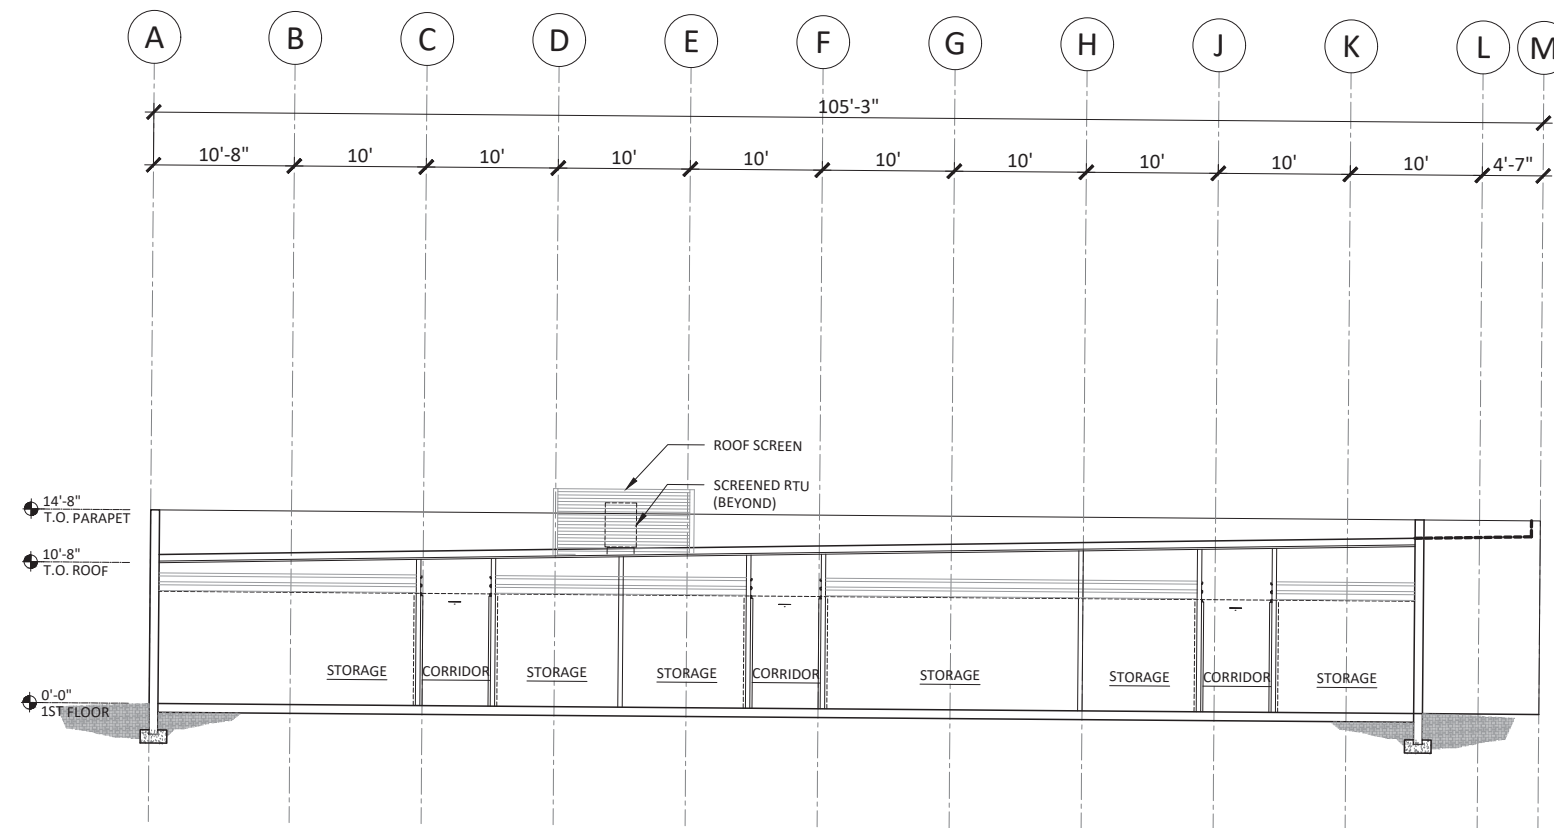 A B C D E F G H J K L M
105'-3"
10'-8" 10' 10' 10' 10' 10' 10' 10' 10' 10' 4'-7"
ROOF SCREEN
SCREENED RTU
(BEYOND)
14'-8"
T.O. PARAPET
10'-8"
T.O. ROOF
STORAGE CORRIDOR STORAGE STORAGE CORRIDOR STORAGE STORAGE CORRIDOR STORAGE
0'-0"
1ST FLOOR